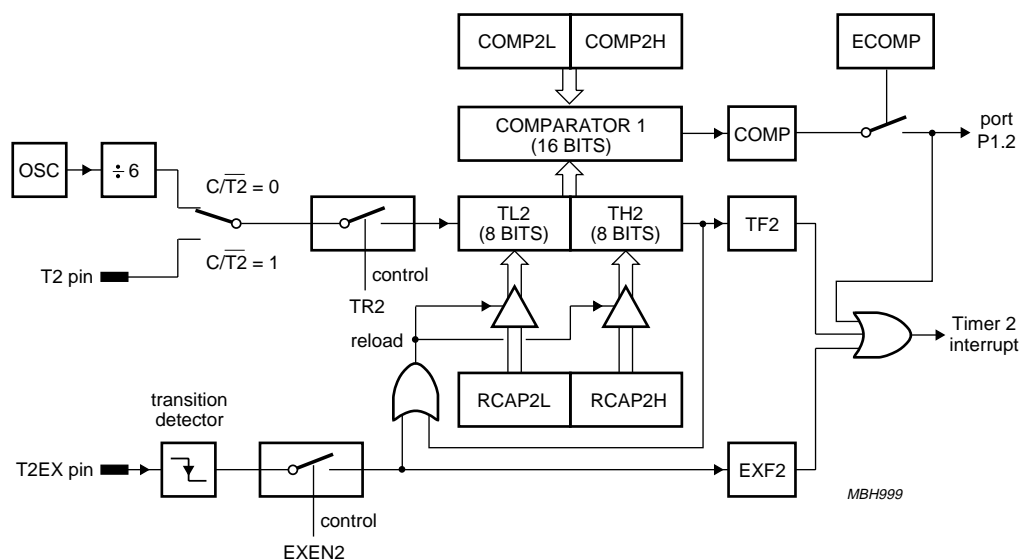 COMP2L COMP2H ECOMP
COMPARATOR 1
(16 BITS)
COMP
port
P1.2
OSC
÷ 6
C/T2̅ = 0
TL2
(8 BITS)
TH2
(8 BITS)
TF2
T2 pin
C/T2̅ = 1
control
TR2
reload
Timer 2
interrupt
RCAP2L RCAP2H
transition
detector
T2EX pin
EXF2
control
EXEN2
MBH999